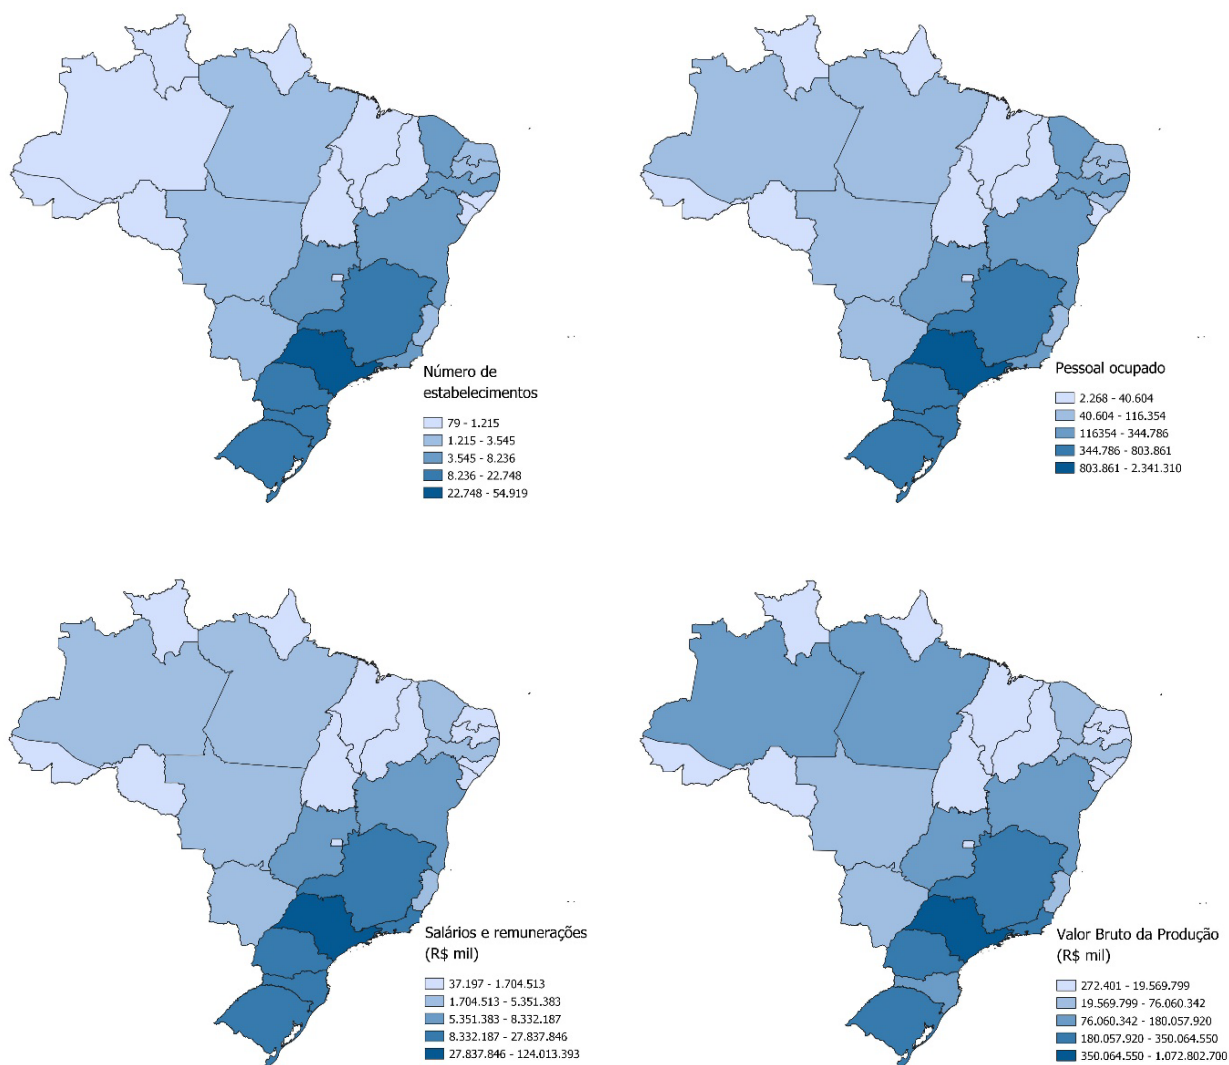 Número de
estabelecimentos
79 - 1.215
1.215 - 3.545
3.545 - 8.236
8.236 - 22.748
22.748 - 54.919
Pessoal ocupado
2.268 - 40.604
40.604 - 116.354
116354 - 344.786
344.786 - 803.861
803.861 - 2.341.310
Salários e remunerações
(R$ mil)
37.197 - 1.704.513
1.704.513 - 5.351.383
5.351.383 - 8.332.187
8.332.187 - 27.837.846
27.837.846 - 124.013.393
Valor Bruto da Produção
(R$ mil)
272.401 - 19.569.799
19.569.799 - 76.060.342
76.060.342 - 180.057.920
180.057.920 - 350.064.550
350.064.550 - 1.072.802.700